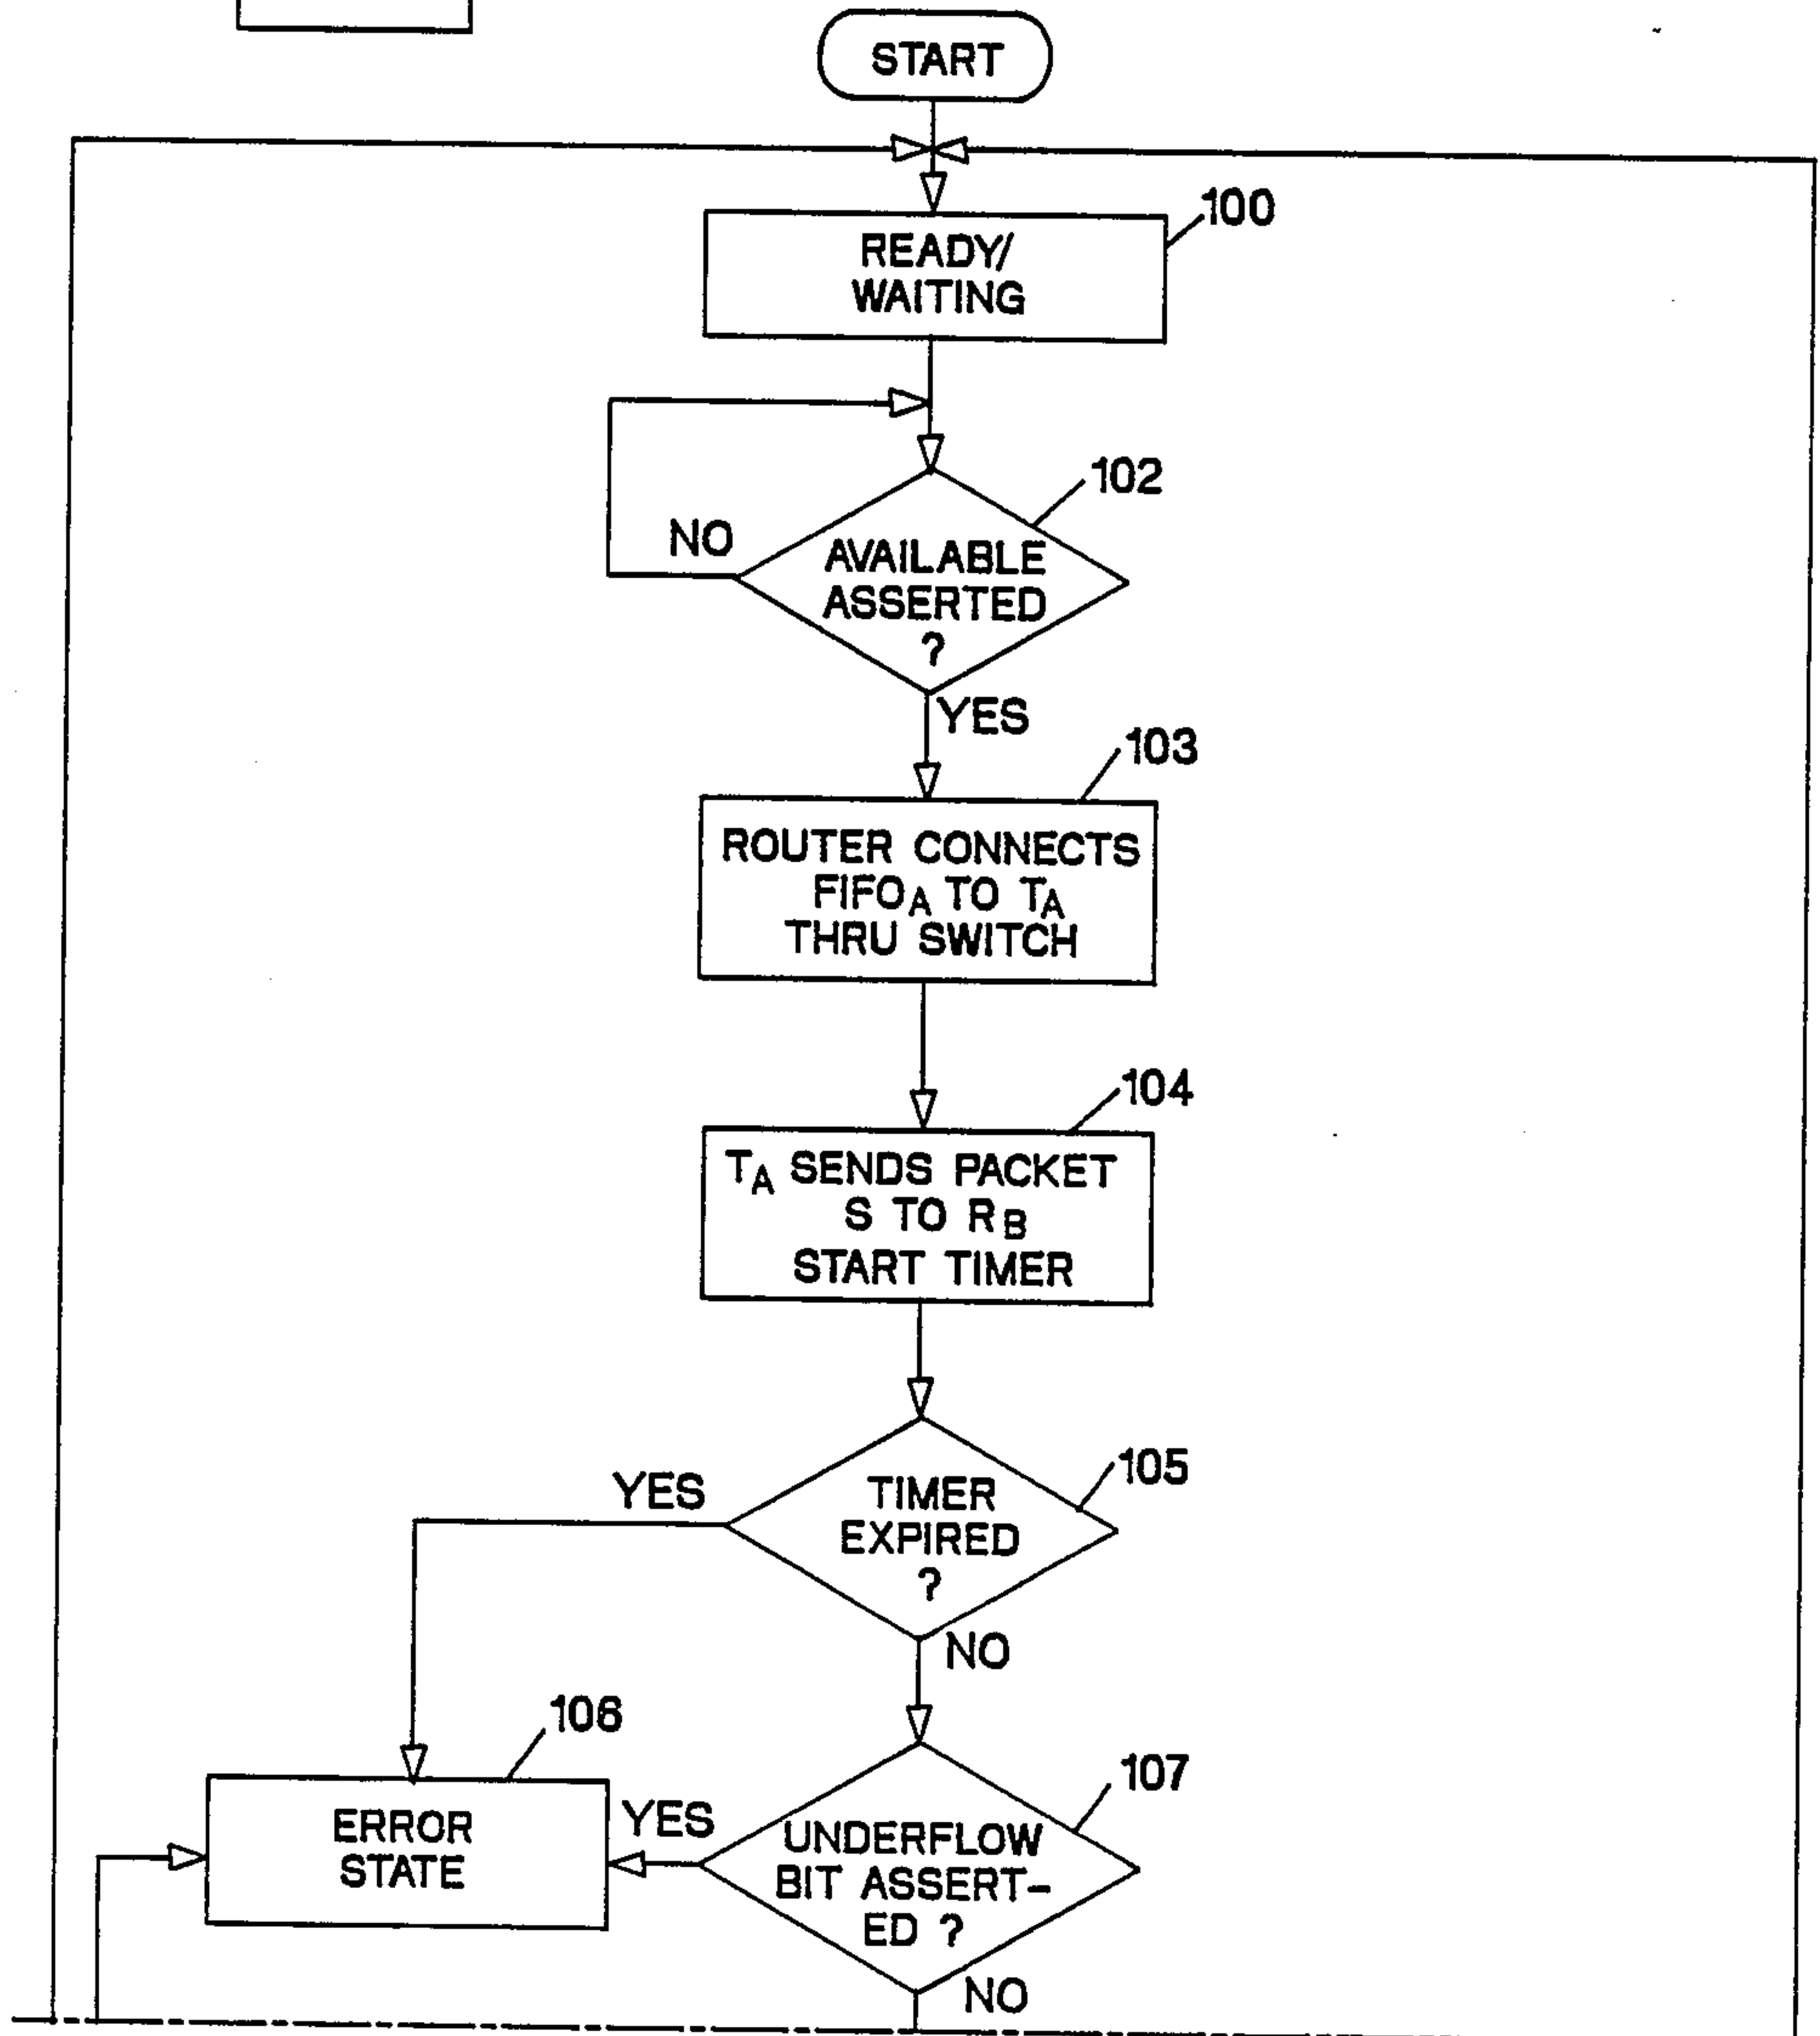 START
100
READY/
WAITING
102
NO
AVAILABLE
ASSERTED
?
YES
103
ROUTER CONNECTS
FIFOA TO TA
THRU SWITCH
104
TA SENDS PACKET
S TO RB
START TIMER
105
YES
TIMER
EXPIRED
?
NO
106
ERROR
STATE
107
YES
UNDERFLOW
BIT ASSERT-
ED ?
NO